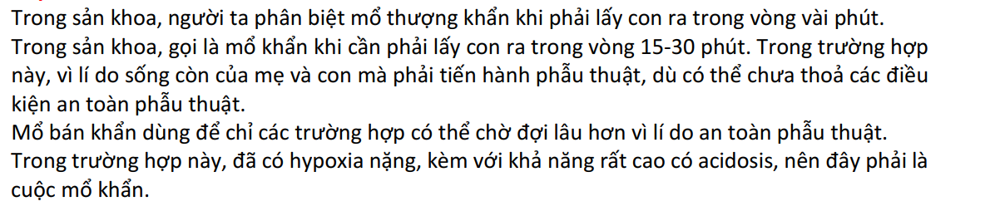 Trong sản khoa, người ta phân biệt mổ thượng khẩn khi phải lấy con ra trong vòng vài phút.
Trong sản khoa, gọi là mổ khẩn khi cần phải lấy con ra trong vòng 15-30 phút. Trong trường hợp
này, vì lí do sống còn của mẹ và con mà phải tiến hành phẫu thuật, dù có thể chưa thoả các điều
kiện an toàn phẫu thuật.
Mổ bán khẩn dùng để chỉ các trường hợp có thể chờ đợi lâu hơn vì lí do an toàn phẫu thuật.
Trong trường hợp này, đã có hypoxia nặng, kèm với khả năng rất cao có acidosis, nên đây phải là
cuộc mổ khẩn.